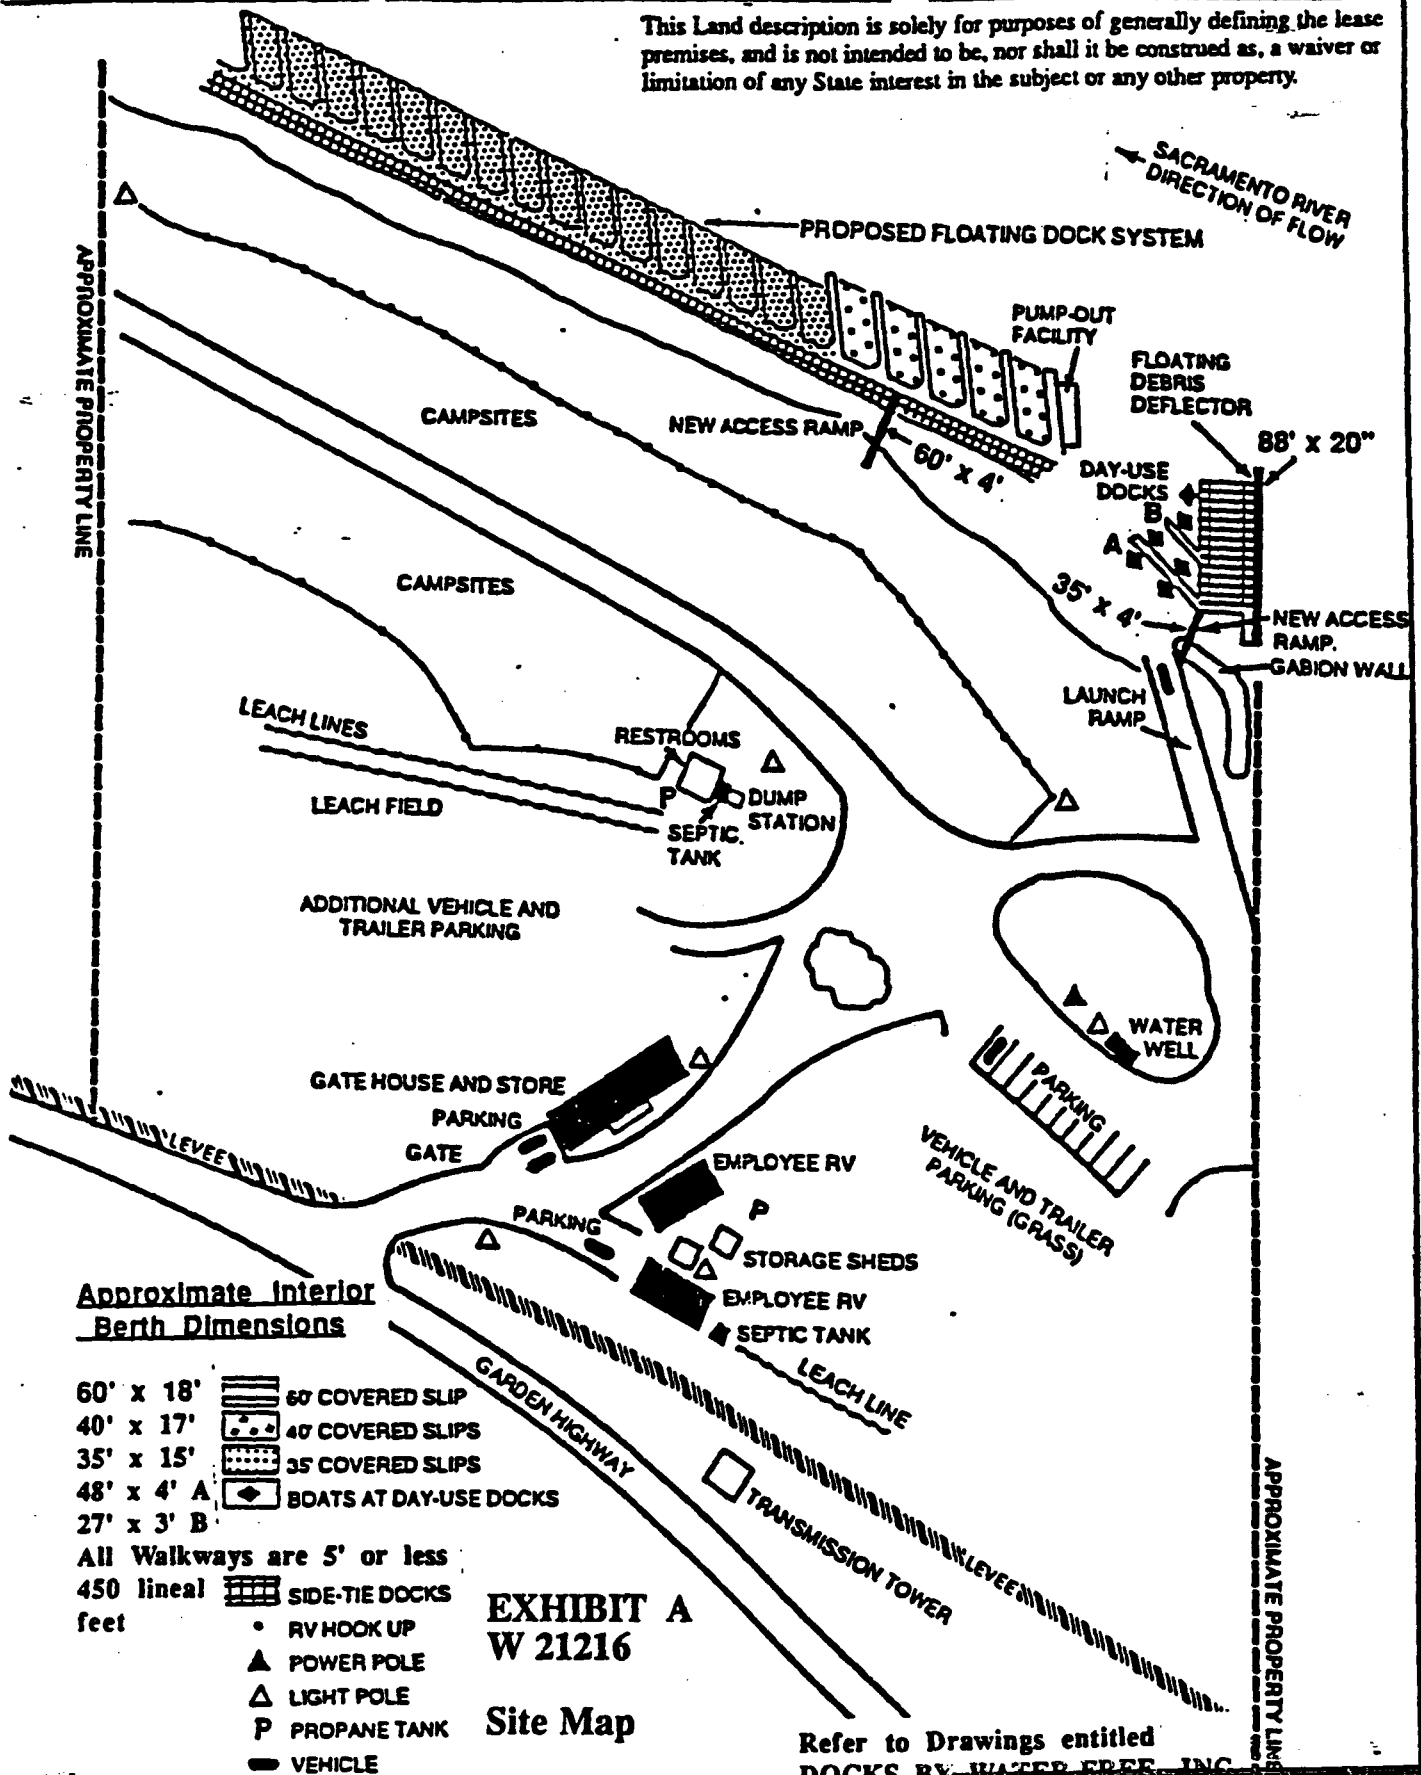 This Land description is solely for purposes of generally defining the lease
premises, and is not intended to be, nor shall it be construed as, a waiver or
limitation of any State interest in the subject or any other property.
SACRAMENTO RIVER
DIRECTION OF FLOW
PROPOSED FLOATING DOCK SYSTEM
APPROXIMATE PROPERTY LINE
PUMP-OUT
FACILITY
FLOATING
DEBRIS
DEFLECTOR
88' x 20"
CAMPSITES
NEW ACCESS RAMP
60' x 4'
DAY-USE
DOCKS
B
A
CAMPSITES
35' x 4'
NEW ACCESS
RAMP.
GABION WALL
LAUNCH
RAMP
LEACH LINES
RESTROOMS
LEACH FIELD
P
DUMP
STATION
SEPTIC.
TANK
ADDITIONAL VEHICLE AND
TRAILER PARKING
WATER
WELL
GATE HOUSE AND STORE
PARKING
PARKING
GATE
LEVEE
VEHICLE AND TRAILER
PARKING (GRASS)
EMPLOYEE RV
P
PARKING
STORAGE SHEDS
EMPLOYEE RV
SEPTIC TANK
LEACH LINE
GARDEN HIGHWAY
TRANSMISSION TOWER
LEVEE
APPROXIMATE PROPERTY LINE
Approximate Interior
Berth Dimensions
60' x 18' 60' COVERED SLIP
40' x 17' 40' COVERED SLIPS
35' x 15' 35' COVERED SLIPS
48' x 4' A BOATS AT DAY-USE DOCKS
27' x 3' B
All Walkways are 5' or less
450 lineal SIDE-TIE DOCKS
feet
RV HOOK UP
POWER POLE
LIGHT POLE
P PROPANE TANK
VEHICLE
EXHIBIT A
W 21216
Site Map
Refer to Drawings entitled
DOCKS BY WATER FREE, INC